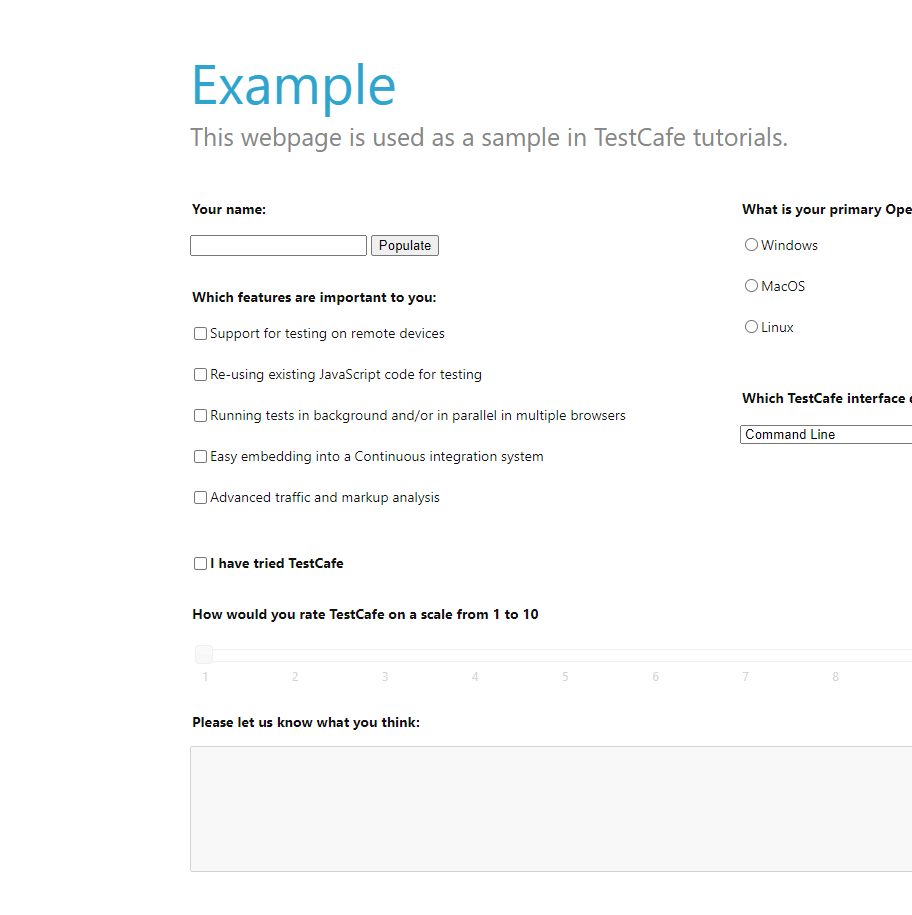 Example
This webpage is used as a sample in TestCafe tutorials.
Your name:
Populate
Which features are important to you:
Support for testing on remote devices
Re-using existing JavaScript code for testing
Running tests in background and/or in parallel in multiple browsers
Easy embedding into a Continuous integration system
Advanced traffic and markup analysis
What is your primary Ope
Windows
MacOS
Linux
Which TestCafe interface
Command Line
I have tried TestCafe
How would you rate TestCafe on a scale from 1 to 10
1 2 3 4 5 6 7 8
Please let us know what you think: